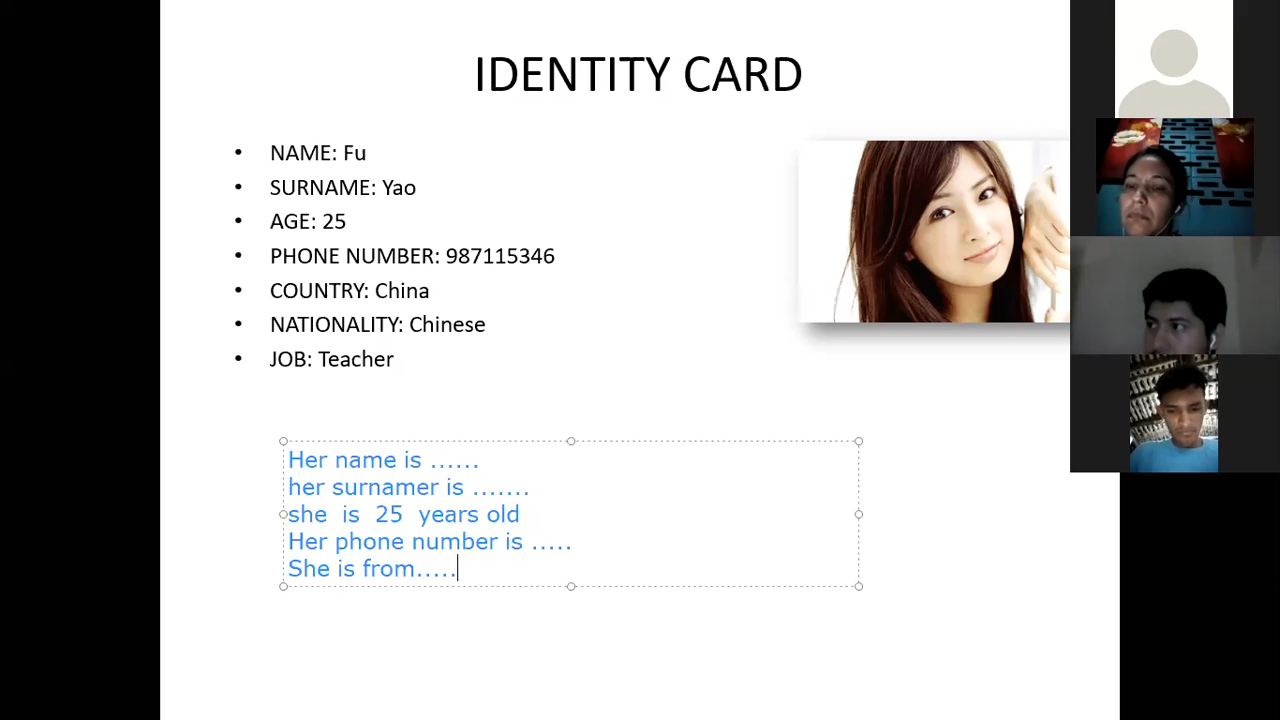 IDENTITY CARD
• NAME: Fu
• SURNAME: Yao
• AGE: 25
• PHONE NUMBER: 987115346
• COUNTRY: China
• NATIONALITY: Chinese
• JOB: Teacher
Her name is ......
her surnamer is .......
she is 25 years old
Her phone number is .....
She is from.....